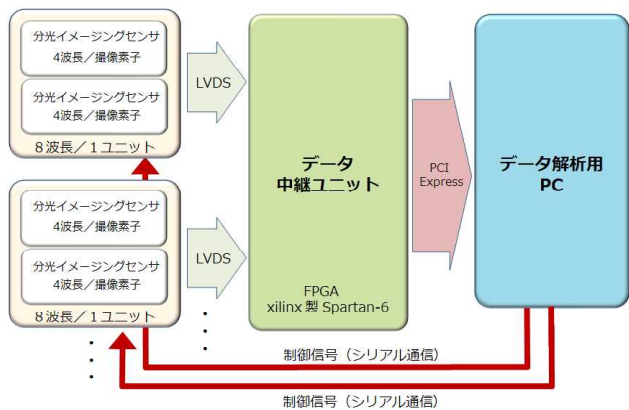 分光イメージングセンサ
4波長／撮像素子
分光イメージングセンサ
4波長／撮像素子
8波長／1ユニット
LVDS
分光イメージングセンサ
4波長／撮像素子
分光イメージングセンサ
4波長／撮像素子
8波長／1ユニット
LVDS
データ
中継ユニット
FPGA
xilinx 製 Spartan-6
PCI
Express
データ解析用
PC
制御信号（シリアル通信）
制御信号（シリアル通信）